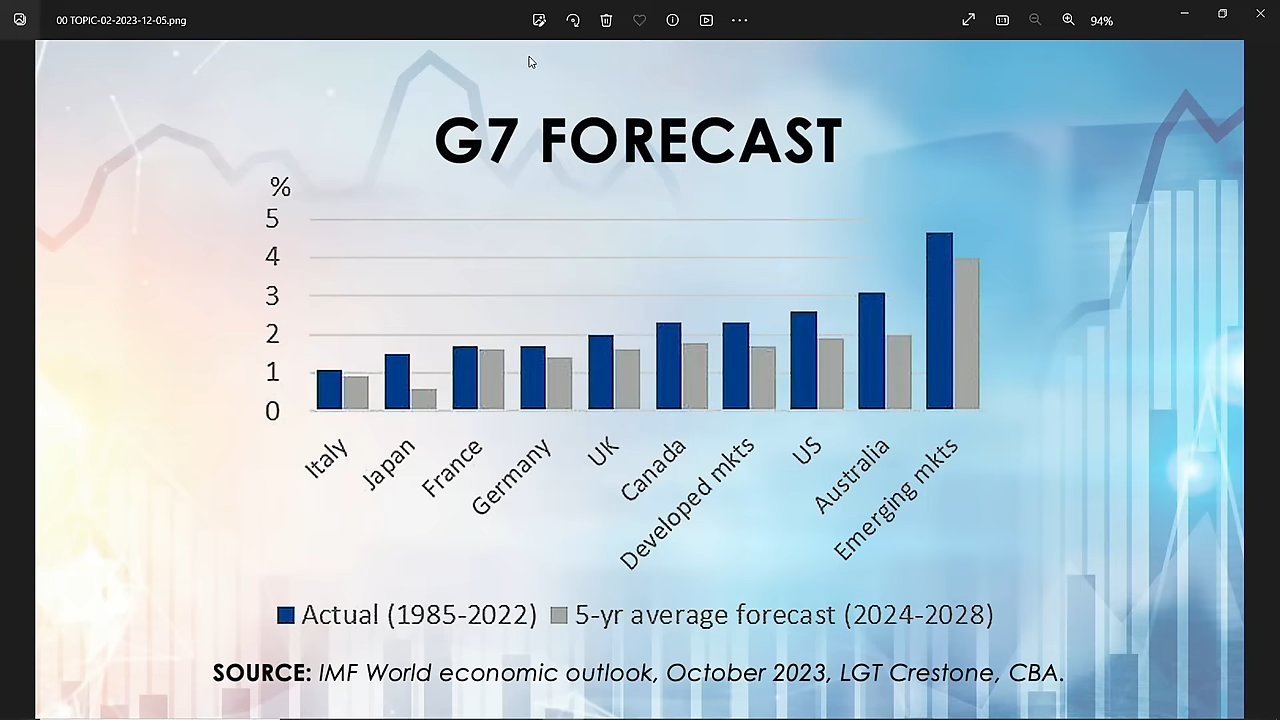 00 TOPIC-02-2023-12-05.png
94%
G7 FORECAST
%
5
4
3
2
1
0
Italy
Japan
France
Germany
UK
Canada
Developed mkts
US
Australia
Emerging mkts
Actual (1985-2022) 5-yr average forecast (2024-2028)
SOURCE: IMF World economic outlook, October 2023, LGT Crestone, CBA.